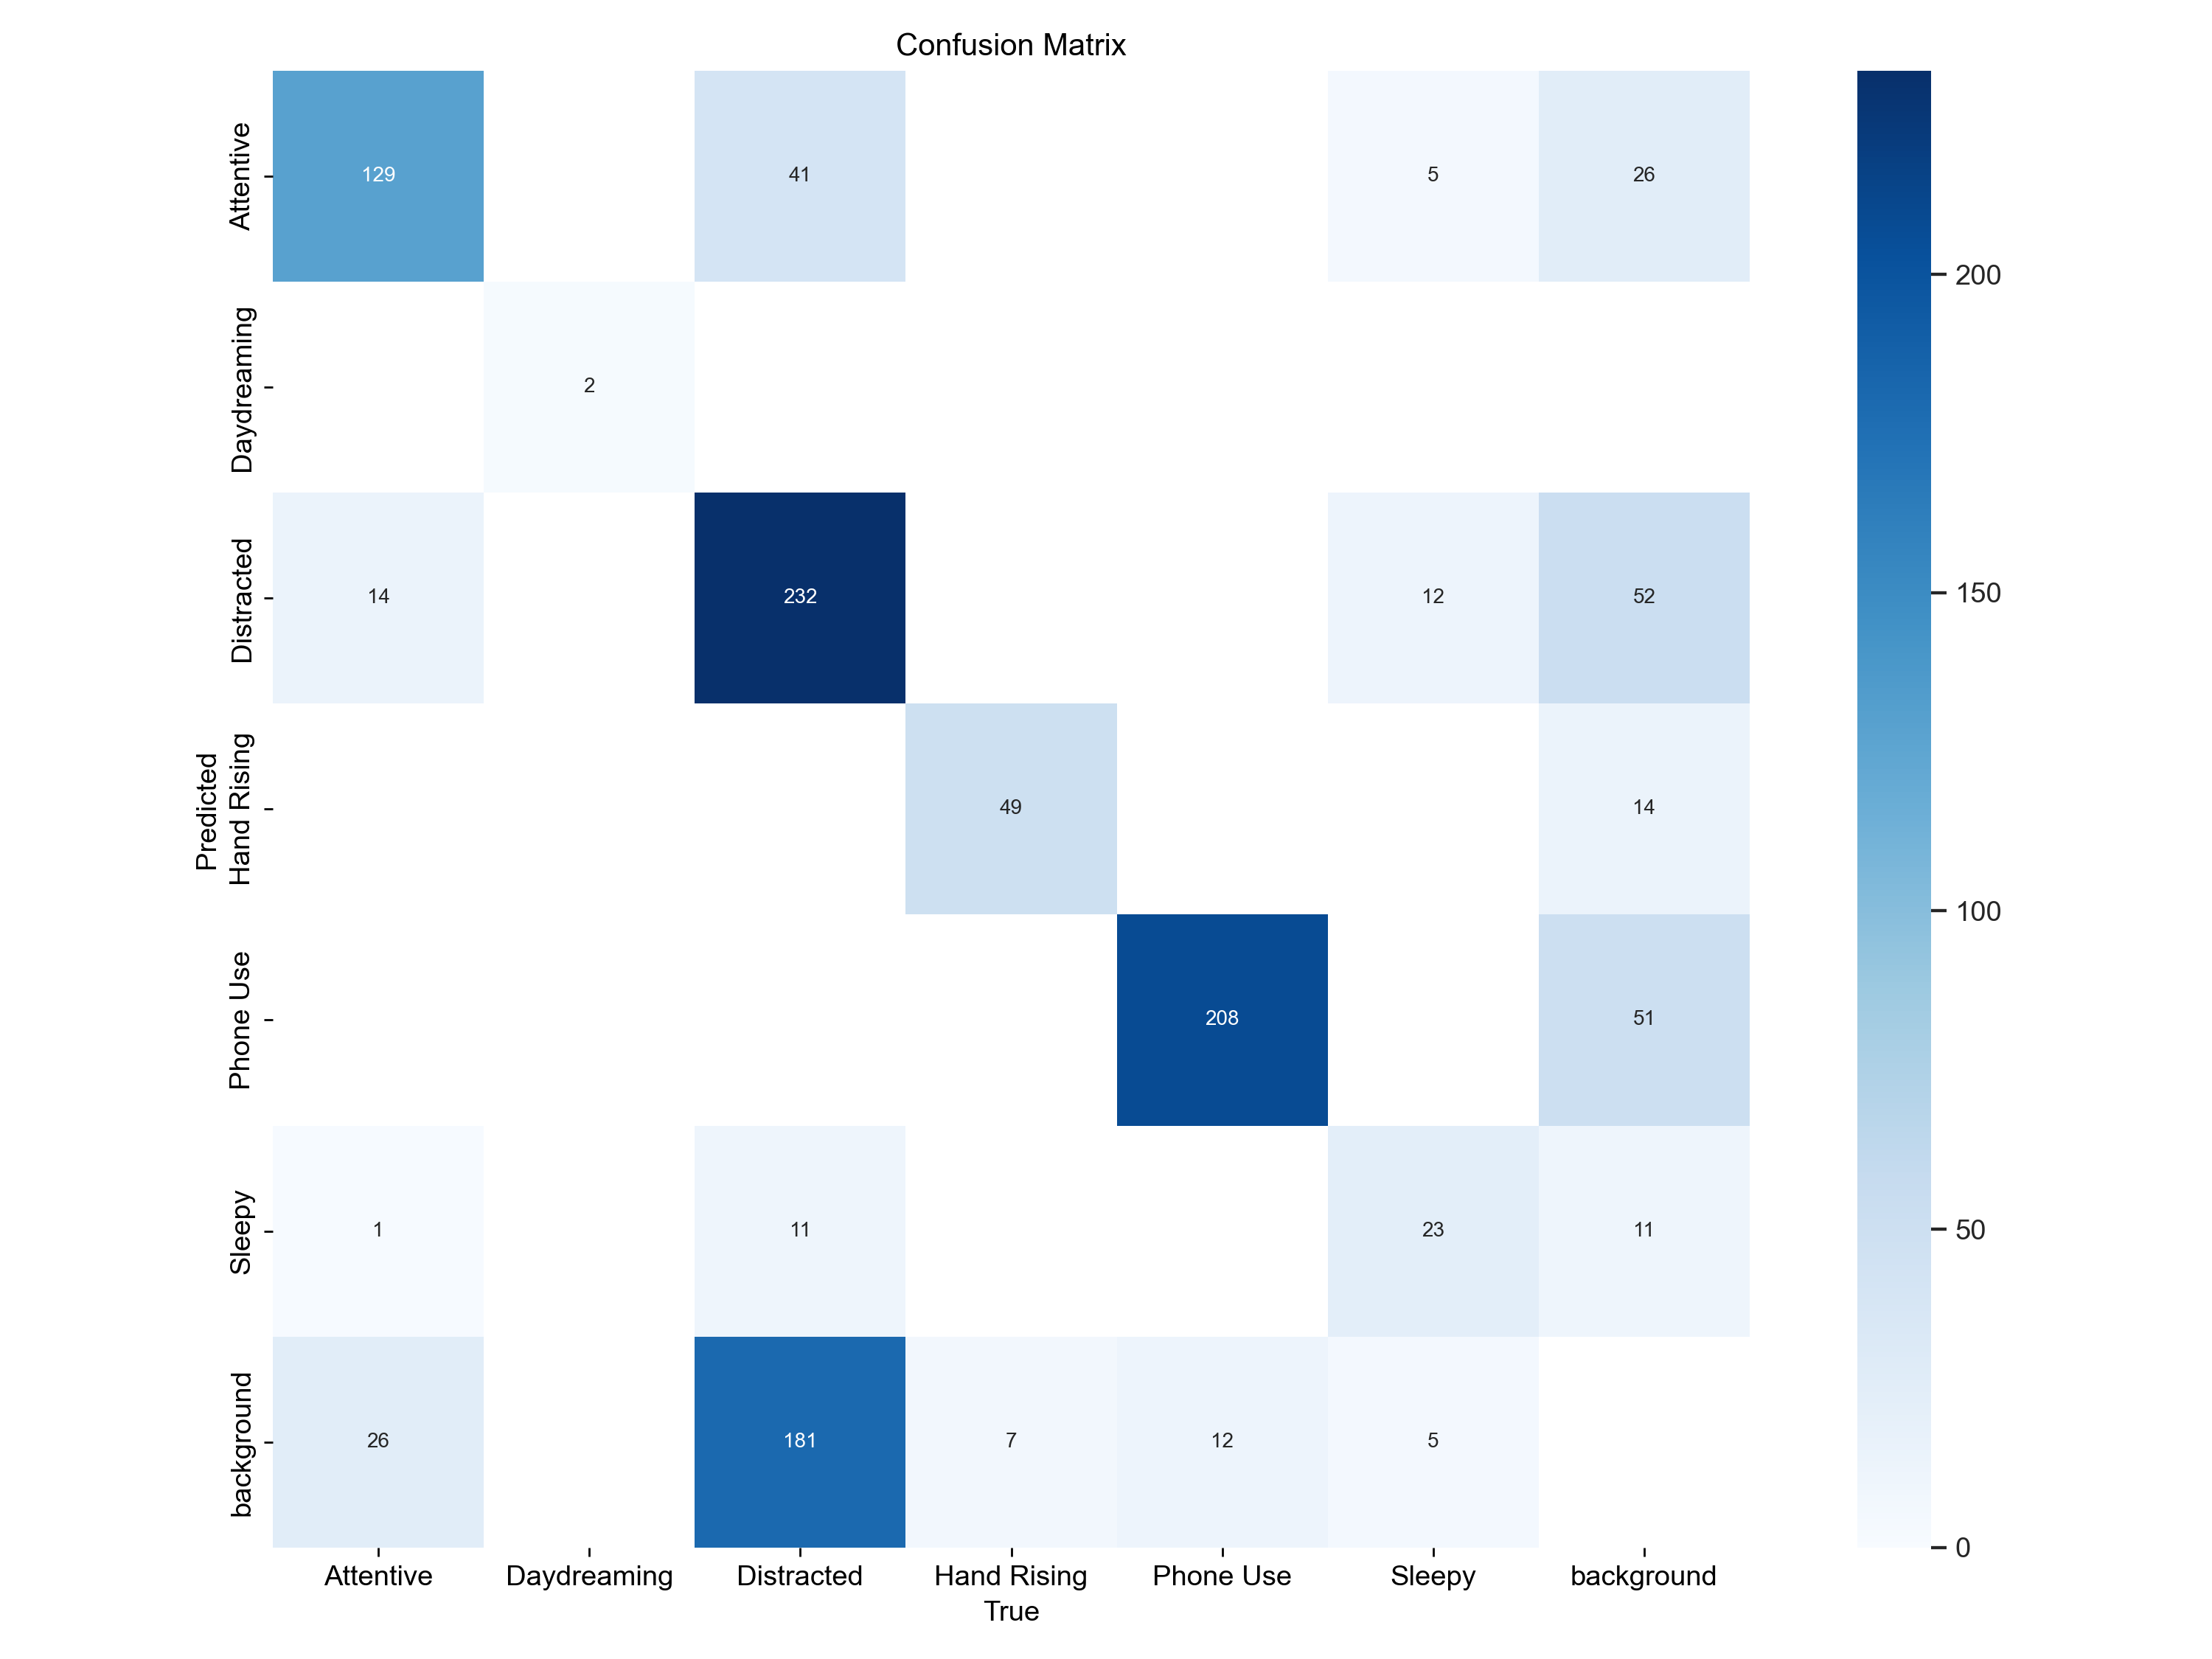 Confusion Matrix
Predicted
Attentive
129
41
5
26
Daydreaming
2
Distracted
14
232
12
52
Hand Rising
49
14
Phone Use
208
51
Sleepy
1
11
23
11
background
26
181
7
12
5
Attentive
Daydreaming
Distracted
Hand Rising
Phone Use
Sleepy
background
True
200
150
100
50
0